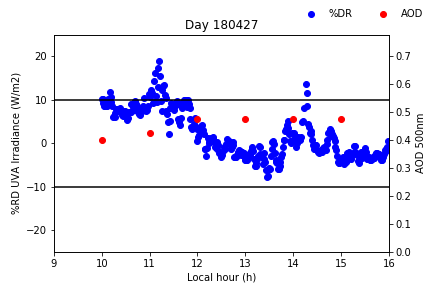 %DR AOD
Day 180427
%RD UVA Irradiance (W/m2)
20
10
0
−10
−20
AOD 500nm
0.7
0.6
0.5
0.4
0.3
0.2
0.1
0.0
9 10 11 12 13 14 15 16
Local hour (h)